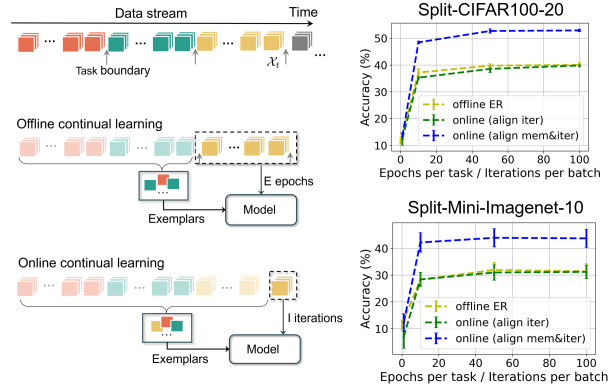 Data stream
Time
...
...
...
...
...
Task boundary
𝒳ₜ
Offline continual learning
...
...
...
E epochs
...
Exemplars
Model
Online continual learning
...
...
...
I iterations
...
Exemplars
Model
Split-CIFAR100-20
Accuracy (%)
50
40
30
20
10
offline ER
online (align iter)
online (align mem&iter)
0 20 40 60 80 100
Epochs per task / Iterations per batch
Split-Mini-Imagenet-10
Accuracy (%)
40
30
20
10
offline ER
online (align iter)
online (align mem&iter)
0 20 40 60 80 100
Epochs per task / Iterations per batch